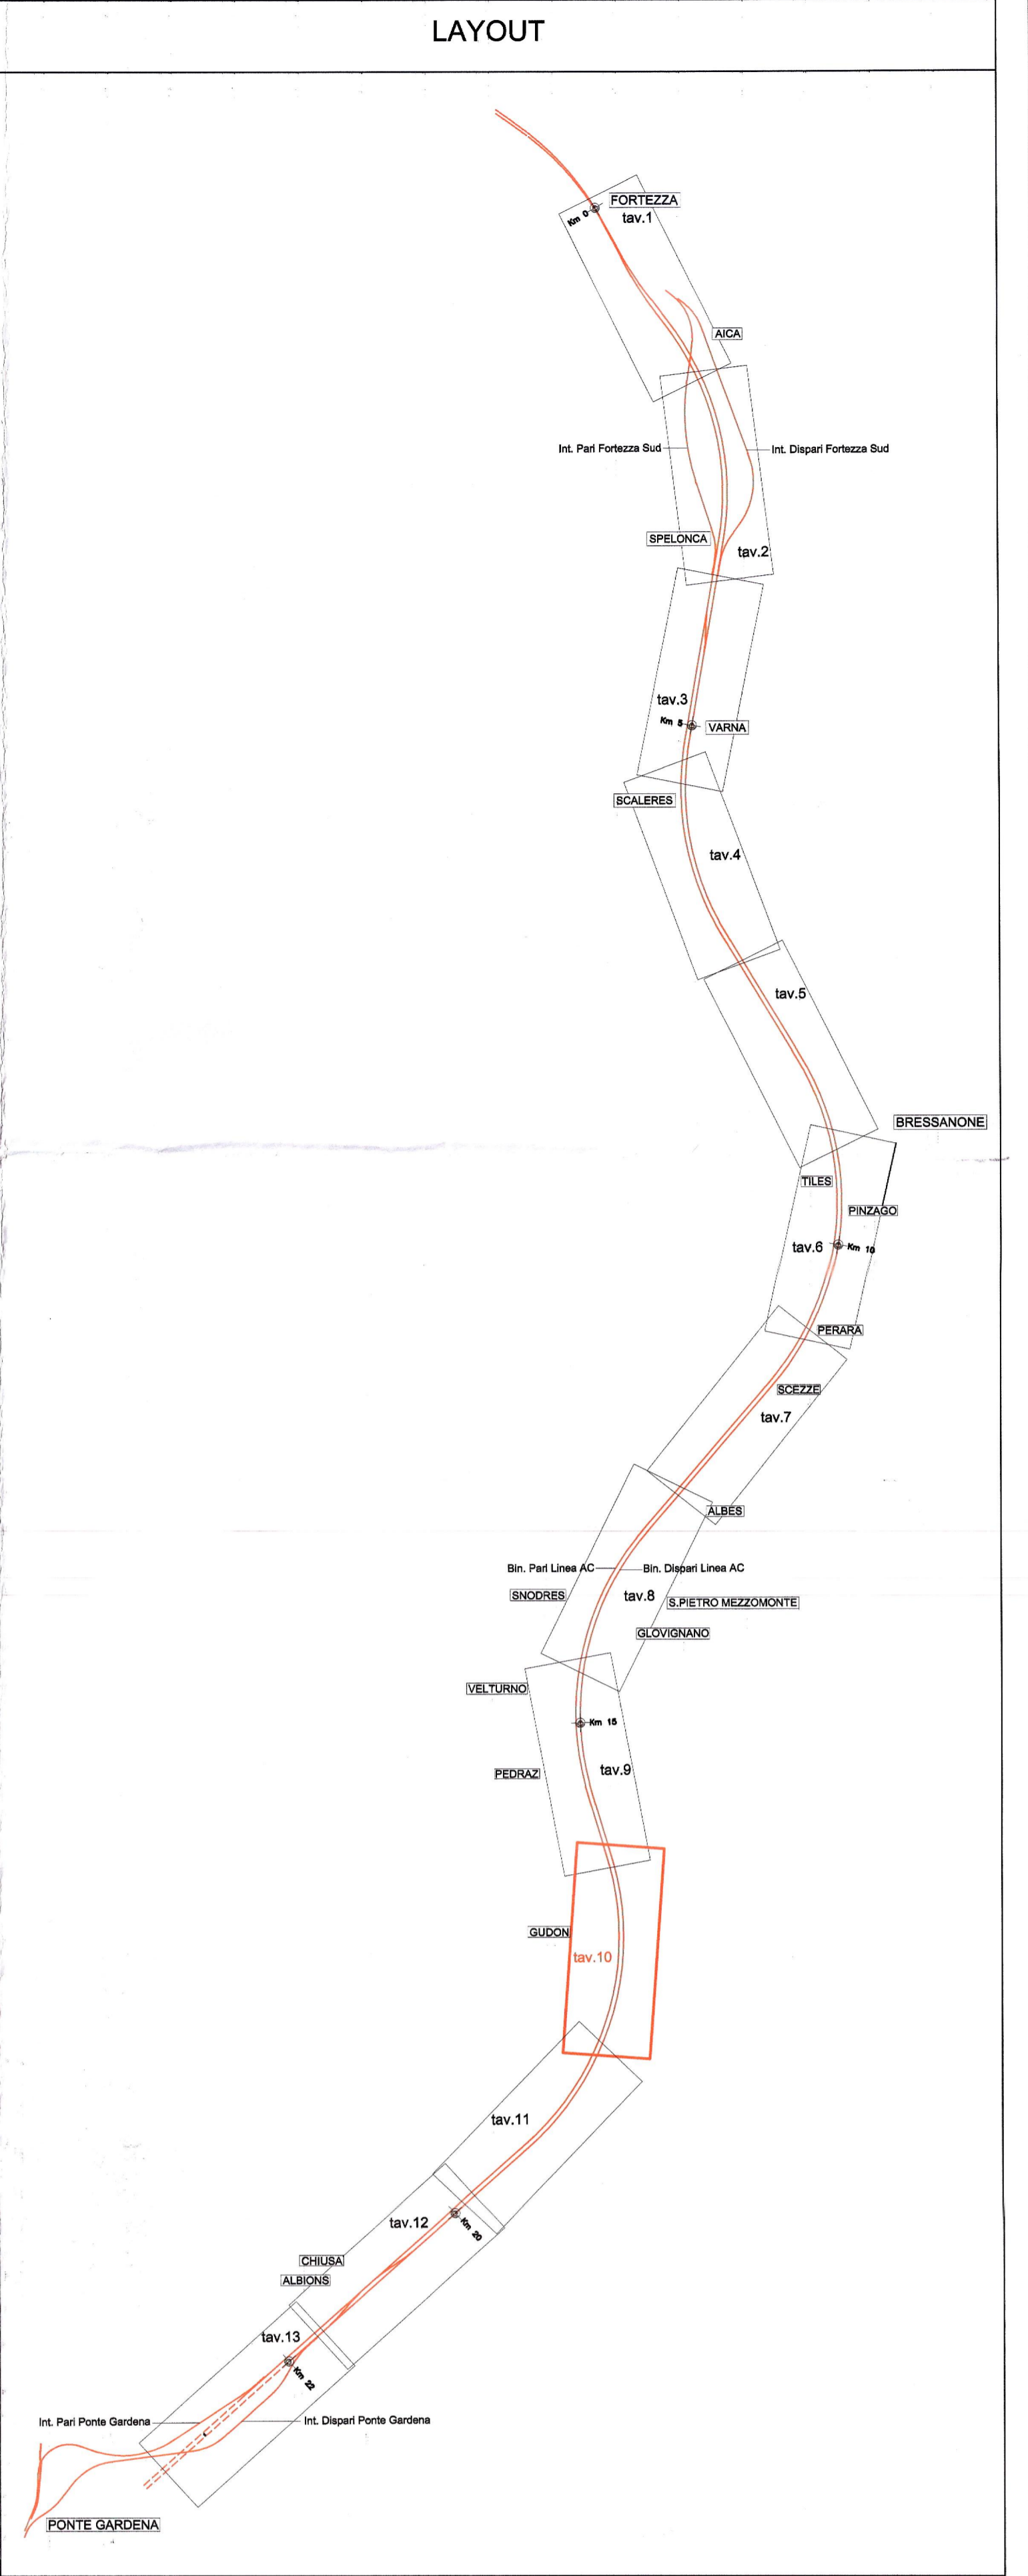 LAYOUT
FORTEZZA
Km 0
tav.1
AICA
Int. Pari Fortezza Sud
Int. Dispari Fortezza Sud
SPELONCA
tav.2
tav.3
Km 5
VARNA
SCALERES
tav.4
tav.5
BRESSANONE
TILES
PINZAGO
tav.6
Km 10
PERARA
SCEZZE
tav.7
ALBES
Bin. Pari Linea AC
Bin. Dispari Linea AC
SNODRES
tav.8
S.PIETRO MEZZOMONTE
GLOVIGNANO
VELTURNO
Km 15
tav.9
PEDRAZ
GUDON
tav.10
tav.11
tav.12
Km 20
CHIUSA
ALBIONS
tav.13
Km 22
Int. Pari Ponte Gardena
Int. Dispari Ponte Gardena
PONTE GARDENA